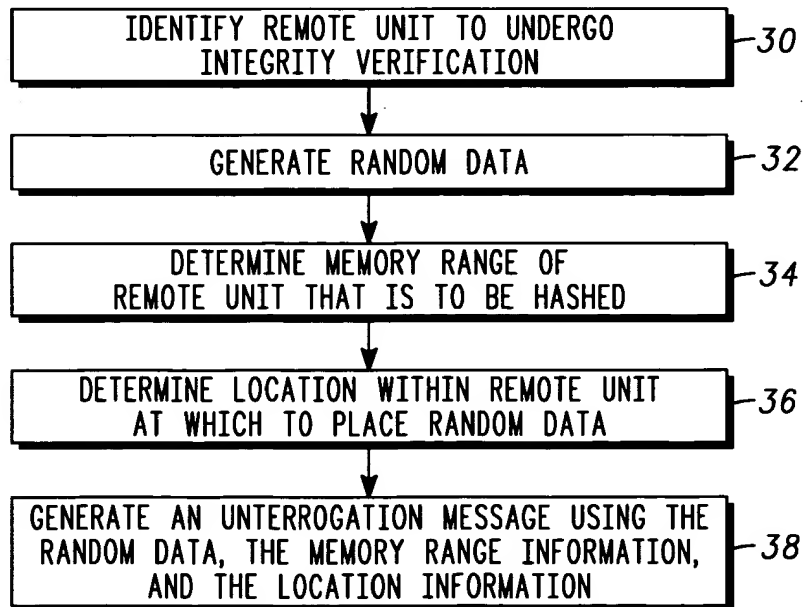 IDENTIFY REMOTE UNIT TO UNDERGO
INTEGRITY VERIFICATION
30
GENERATE RANDOM DATA
32
DETERMINE MEMORY RANGE OF
REMOTE UNIT THAT IS TO BE HASHED
34
DETERMINE LOCATION WITHIN REMOTE UNIT
AT WHICH TO PLACE RANDOM DATA
36
GENERATE AN UNTERROGATION MESSAGE USING THE
RANDOM DATA, THE MEMORY RANGE INFORMATION,
AND THE LOCATION INFORMATION
38